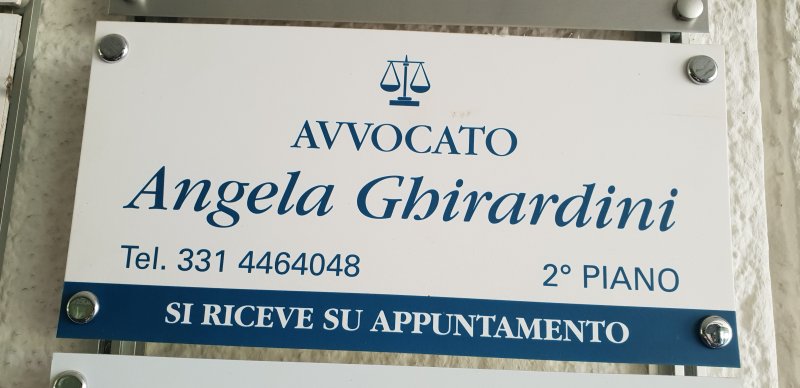 AVVOCATO
Angela Ghirardini
Tel. 331 4464048 2° PIANO
SI RICEVE SU APPUNTAMENTO